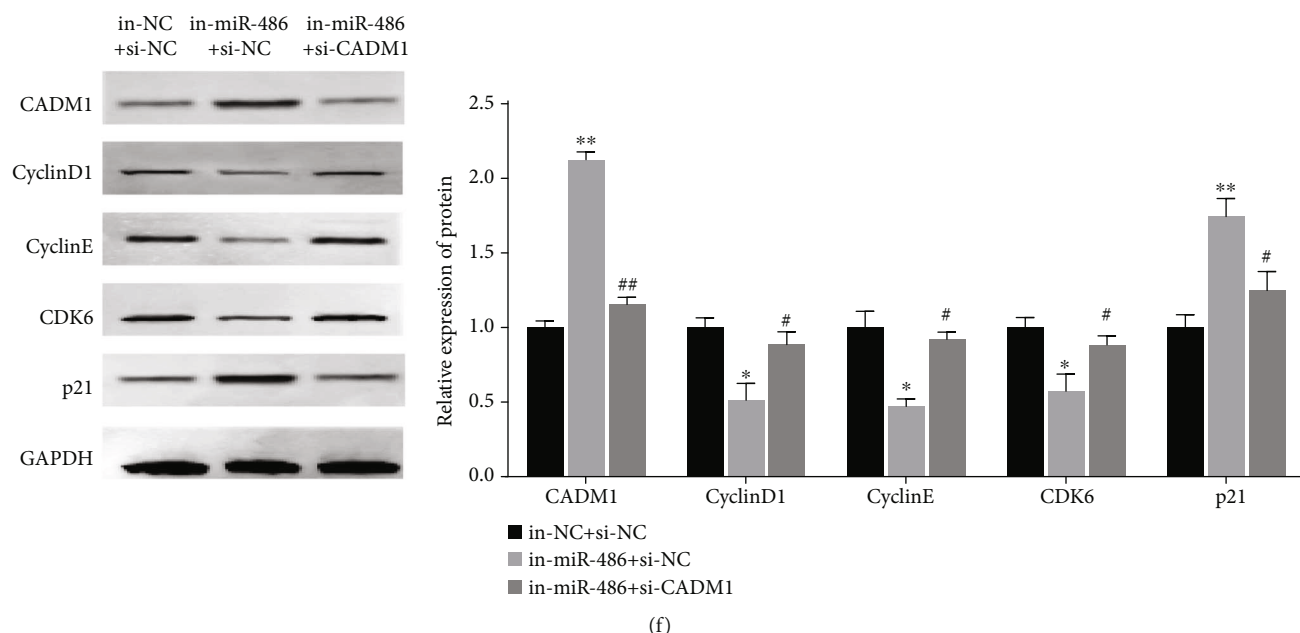 in-NC in-miR-486 in-miR-486
+si-NC +si-NC +si-CADM1
CADM1
CyclinD1
CyclinE
CDK6
p21
GAPDH
Relative expression of protein
2.5
2.0
1.5
1.0
0.5
0.0
**
##
*
#
*
#
*
#
**
#
CADM1 CyclinD1 CyclinE CDK6 p21
in-NC+si-NC
in-miR-486+si-NC
in-miR-486+si-CADM1
(f)